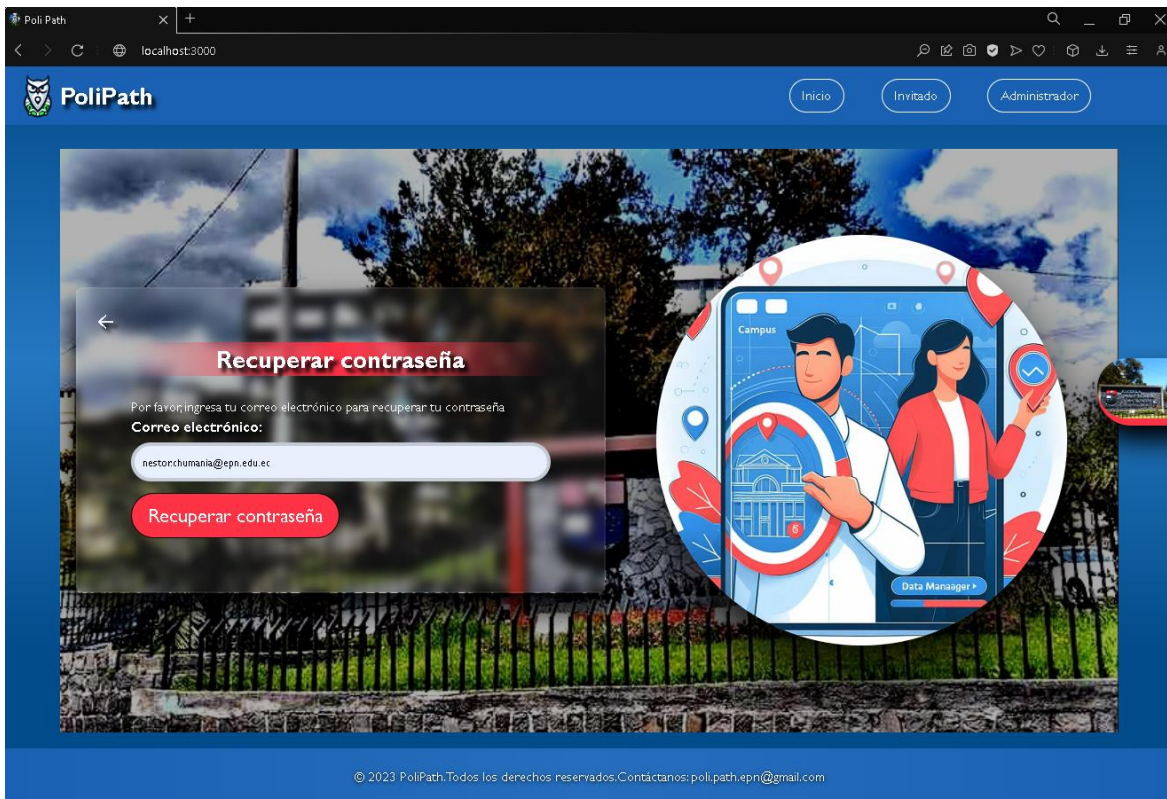 Poli Path
localhost:3000
PoliPath
Inicio
Invitado
Administrador
Recuperar contraseña
Por favor, ingresa tu correo electrónico para recuperar tu contraseña
Correo electrónico:
nestor.chumania@epn.edu.ec
Recuperar contraseña
Campus
6
Data Manaager
© 2023 PoliPath. Todos los derechos reservados. Contáctanos: poli.path.epn@gmail.com